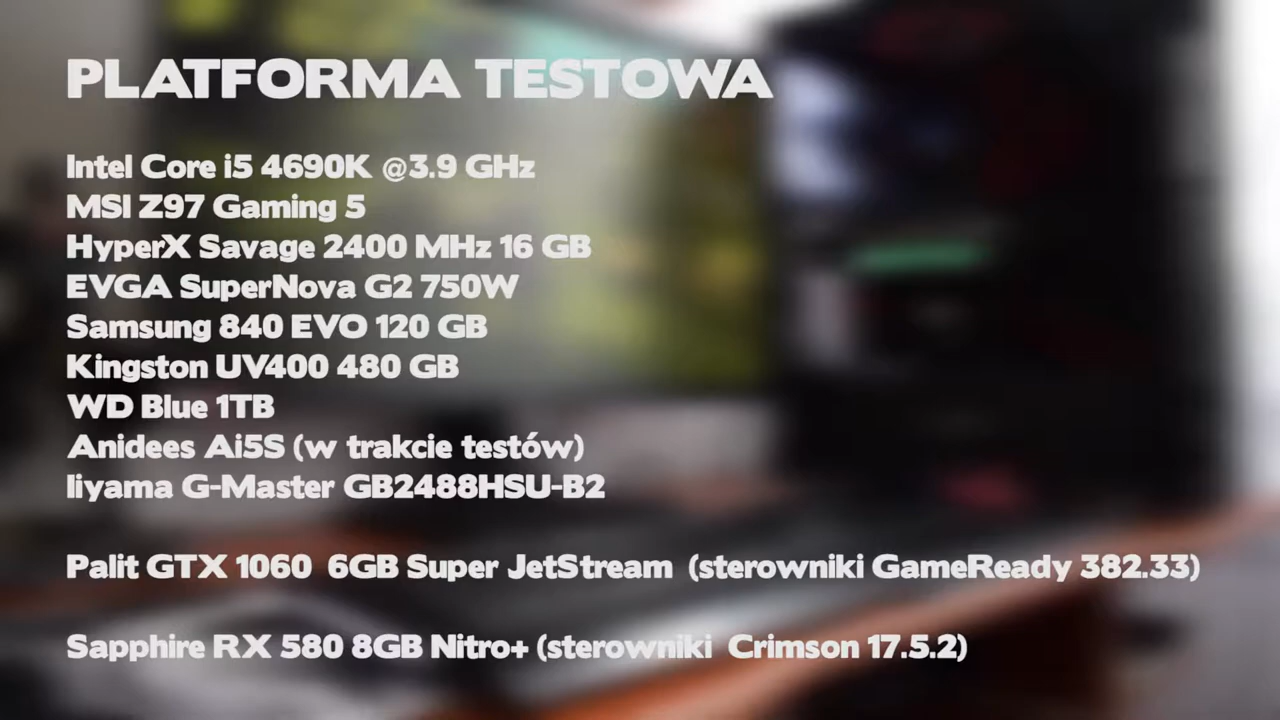 PLATFORMA TESTOWA
Intel Core i5 4690K @3.9 GHz
MSI Z97 Gaming 5
HyperX Savage 2400 MHz 16 GB
EVGA SuperNova G2 750W
Samsung 840 EVO 120 GB
Kingston UV400 480 GB
WD Blue 1TB
Anidees Ai5S (w trakcie testów)
Iiyama G-Master GB2488HSU-B2
Palit GTX 1060 6GB Super JetStream (sterowniki GameReady 382.33)
Sapphire RX 580 8GB Nitro+ (sterowniki Crimson 17.5.2)